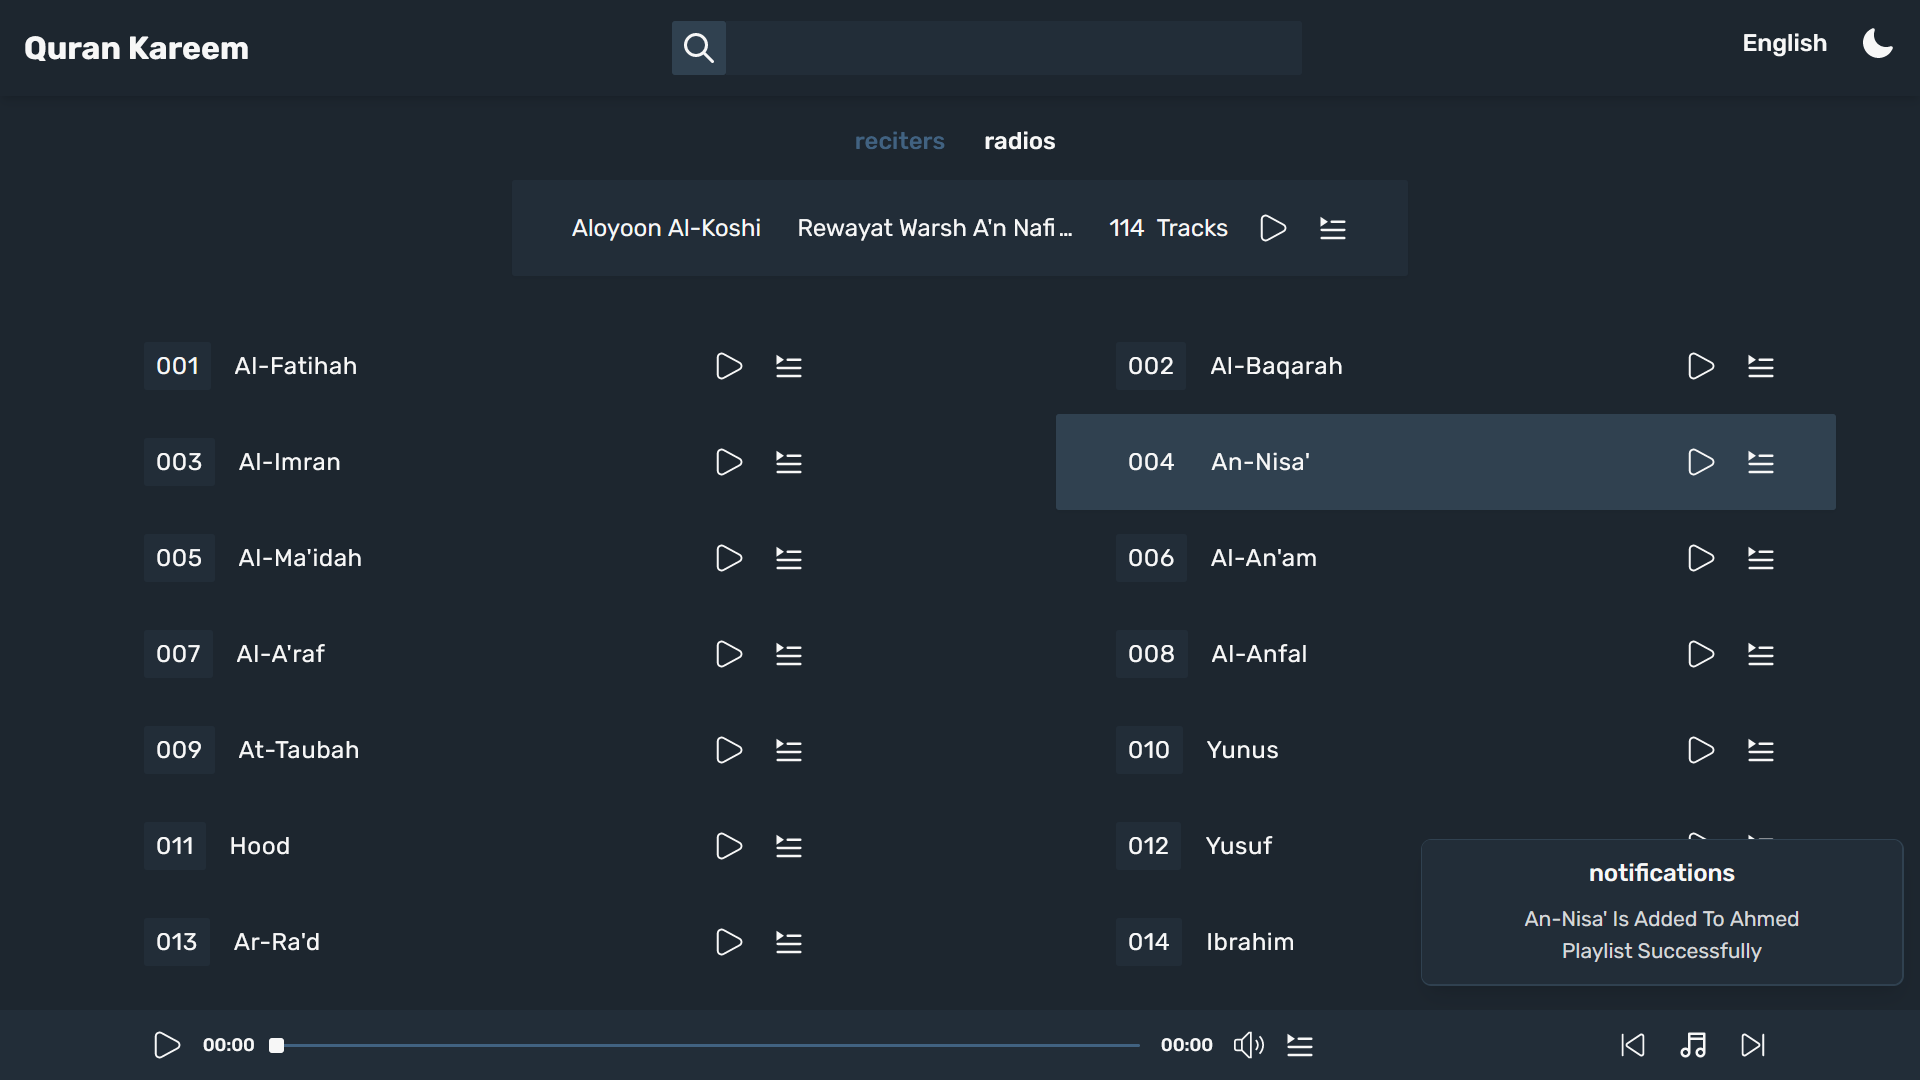 Quran Kareem
English
reciters radios
Aloyoon Al-Koshi Rewayat Warsh A'n Nafi... 114 Tracks
001 Al-Fatihah
002 Al-Baqarah
003 Al-Imran
004 An-Nisa'
005 Al-Ma'idah
006 Al-An'am
007 Al-A'raf
008 Al-Anfal
009 At-Taubah
010 Yunus
011 Hood
012 Yusuf
013 Ar-Ra'd
014 Ibrahim
notifications
An-Nisa' Is Added To Ahmed
Playlist Successfully
00:00 00:00